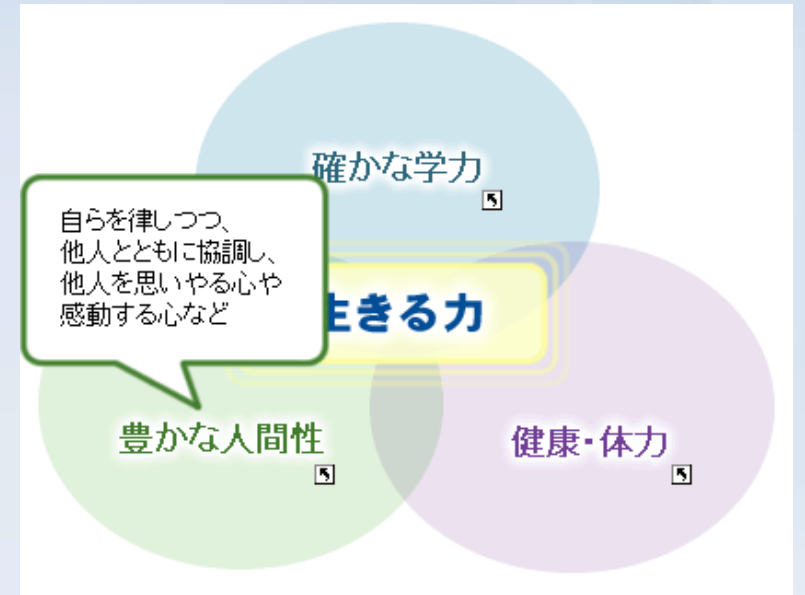 確かな学力
自らを律しつつ、
他人とともに協調し、
他人を思いやる心や
感動する心など
生きる力
豊かな人間性
健康・体力